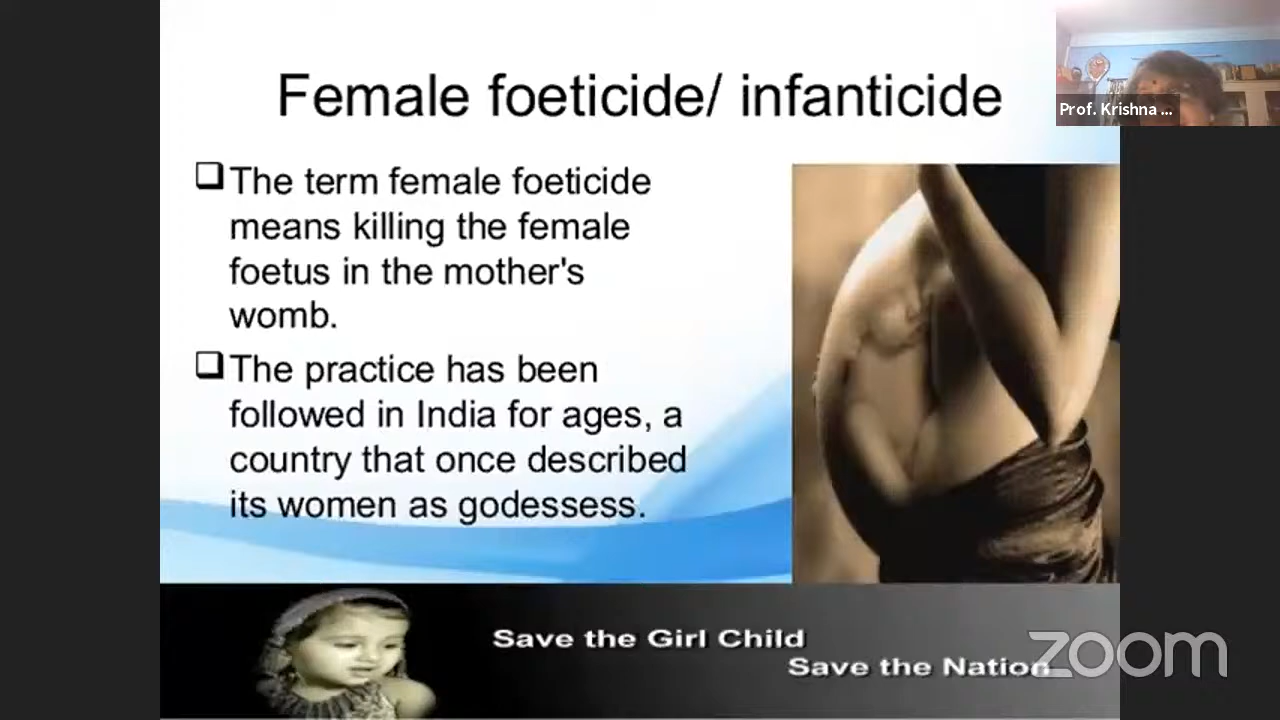 Female foeticide/ infanticide
Prof. Krishna ...
The term female foeticide
means killing the female
foetus in the mother's
womb.
The practice has been
followed in India for ages, a
country that once described
its women as godessess.
Save the Girl Child
Save the Nation
zoom